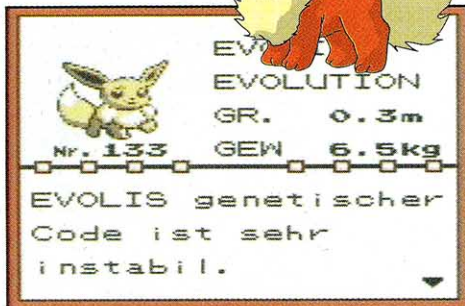 EVOLUTION
GR. 0.3m
Nr. 133 GEW 6.5kg
EVOLIS genetischer
Code ist sehr
instabil.